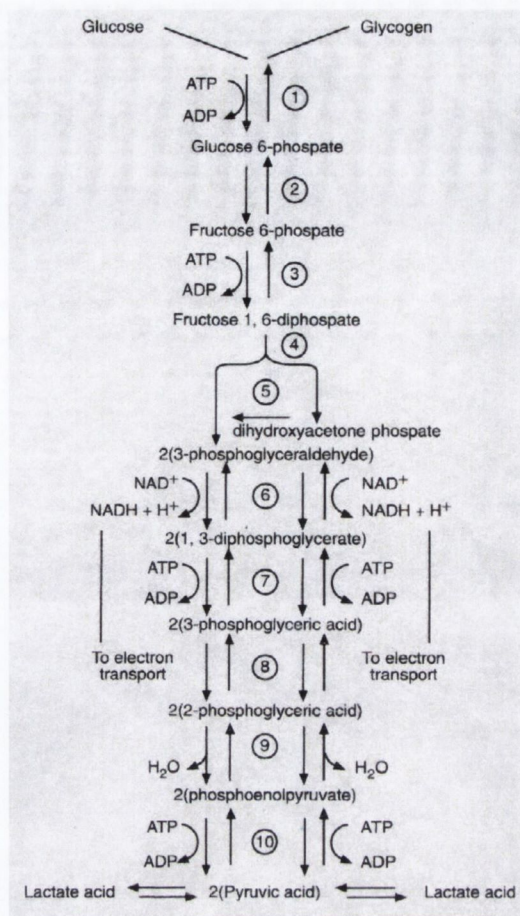 Glucose Glycogen
ATP
ADP
1
Glucose 6-phospate
2
Fructose 6-phospate
ATP
ADP
3
Fructose 1, 6-diphospate
4
5
dihydroxyacetone phospate
2(3-phosphoglyceraldehyde)
NAD⁺ NAD⁺
6
NADH + H⁺ NADH + H⁺
2(1, 3-diphosphoglycerate)
ATP ATP
7
ADP ADP
2(3-phosphoglyceric acid)
To electron
transport
8
To electron
transport
2(2-phosphoglyceric acid)
9
H₂O H₂O
2(phosphoenolpyruvate)
ATP ATP
10
ADP ADP
Lactate acid 2(Pyruvic acid) Lactate acid